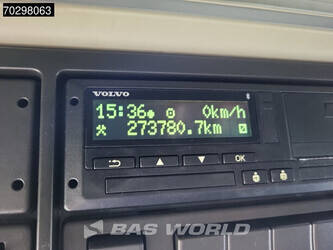 70298063
VOLVO
15:36 0km/h
273780.7km
OK
BAS WORLD